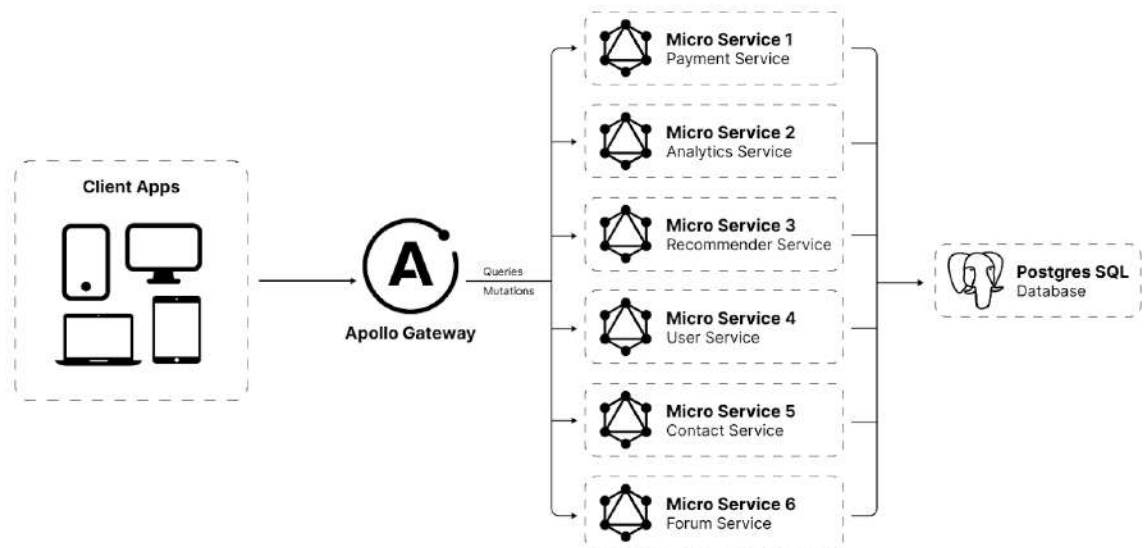 Client Apps
A
Apollo Gateway
Queries
Mutations
Micro Service 1
Payment Service
Micro Service 2
Analytics Service
Micro Service 3
Recommender Service
Micro Service 4
User Service
Micro Service 5
Contact Service
Micro Service 6
Forum Service
Postgres SQL
Database